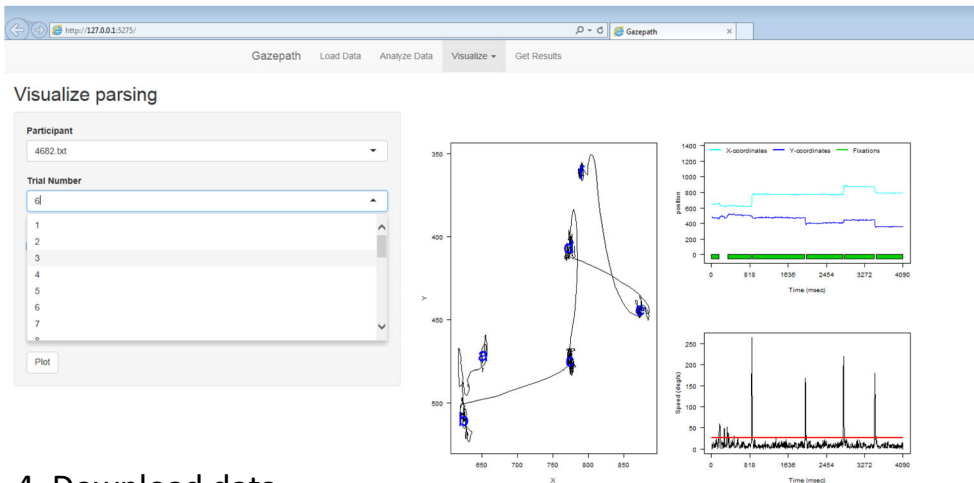 http://127.0.0.1:5275/
Gazepath
Gazepath Load Data Analyze Data Visualize Get Results
Visualize parsing
Participant
4682.txt
Trial Number
6
1
2
3
4
5
6
7
Plot
350
400
450
500
Y
650 700 750 800 850
X
f
d
e
c
a
b
1400
1200
1000
800
600
400
200
0
position
X-coordinates Y-coordinates Fixations
0 818 1636 2454 3272 4090
Time (msec)
250
200
150
100
50
0
Speed (deg/s)
0 818 1636 2454 3272 4090
Time (msec)
4. Download data